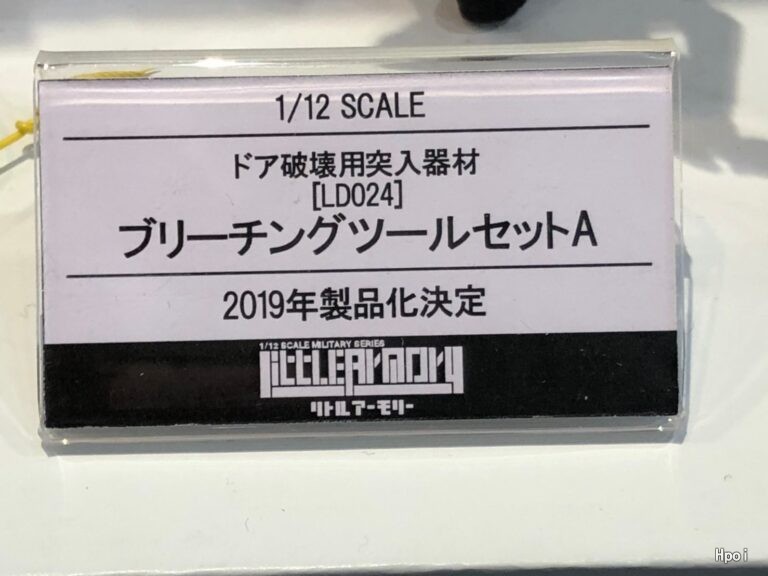 1/12 SCALE
ドア破壊用突入器材
[LD024]
ブリーチングツールセットA
2019年製品化決定
1/12 SCALE MILITARY SERIES
LittLEArmory
リトルアーモリー
Hpoi